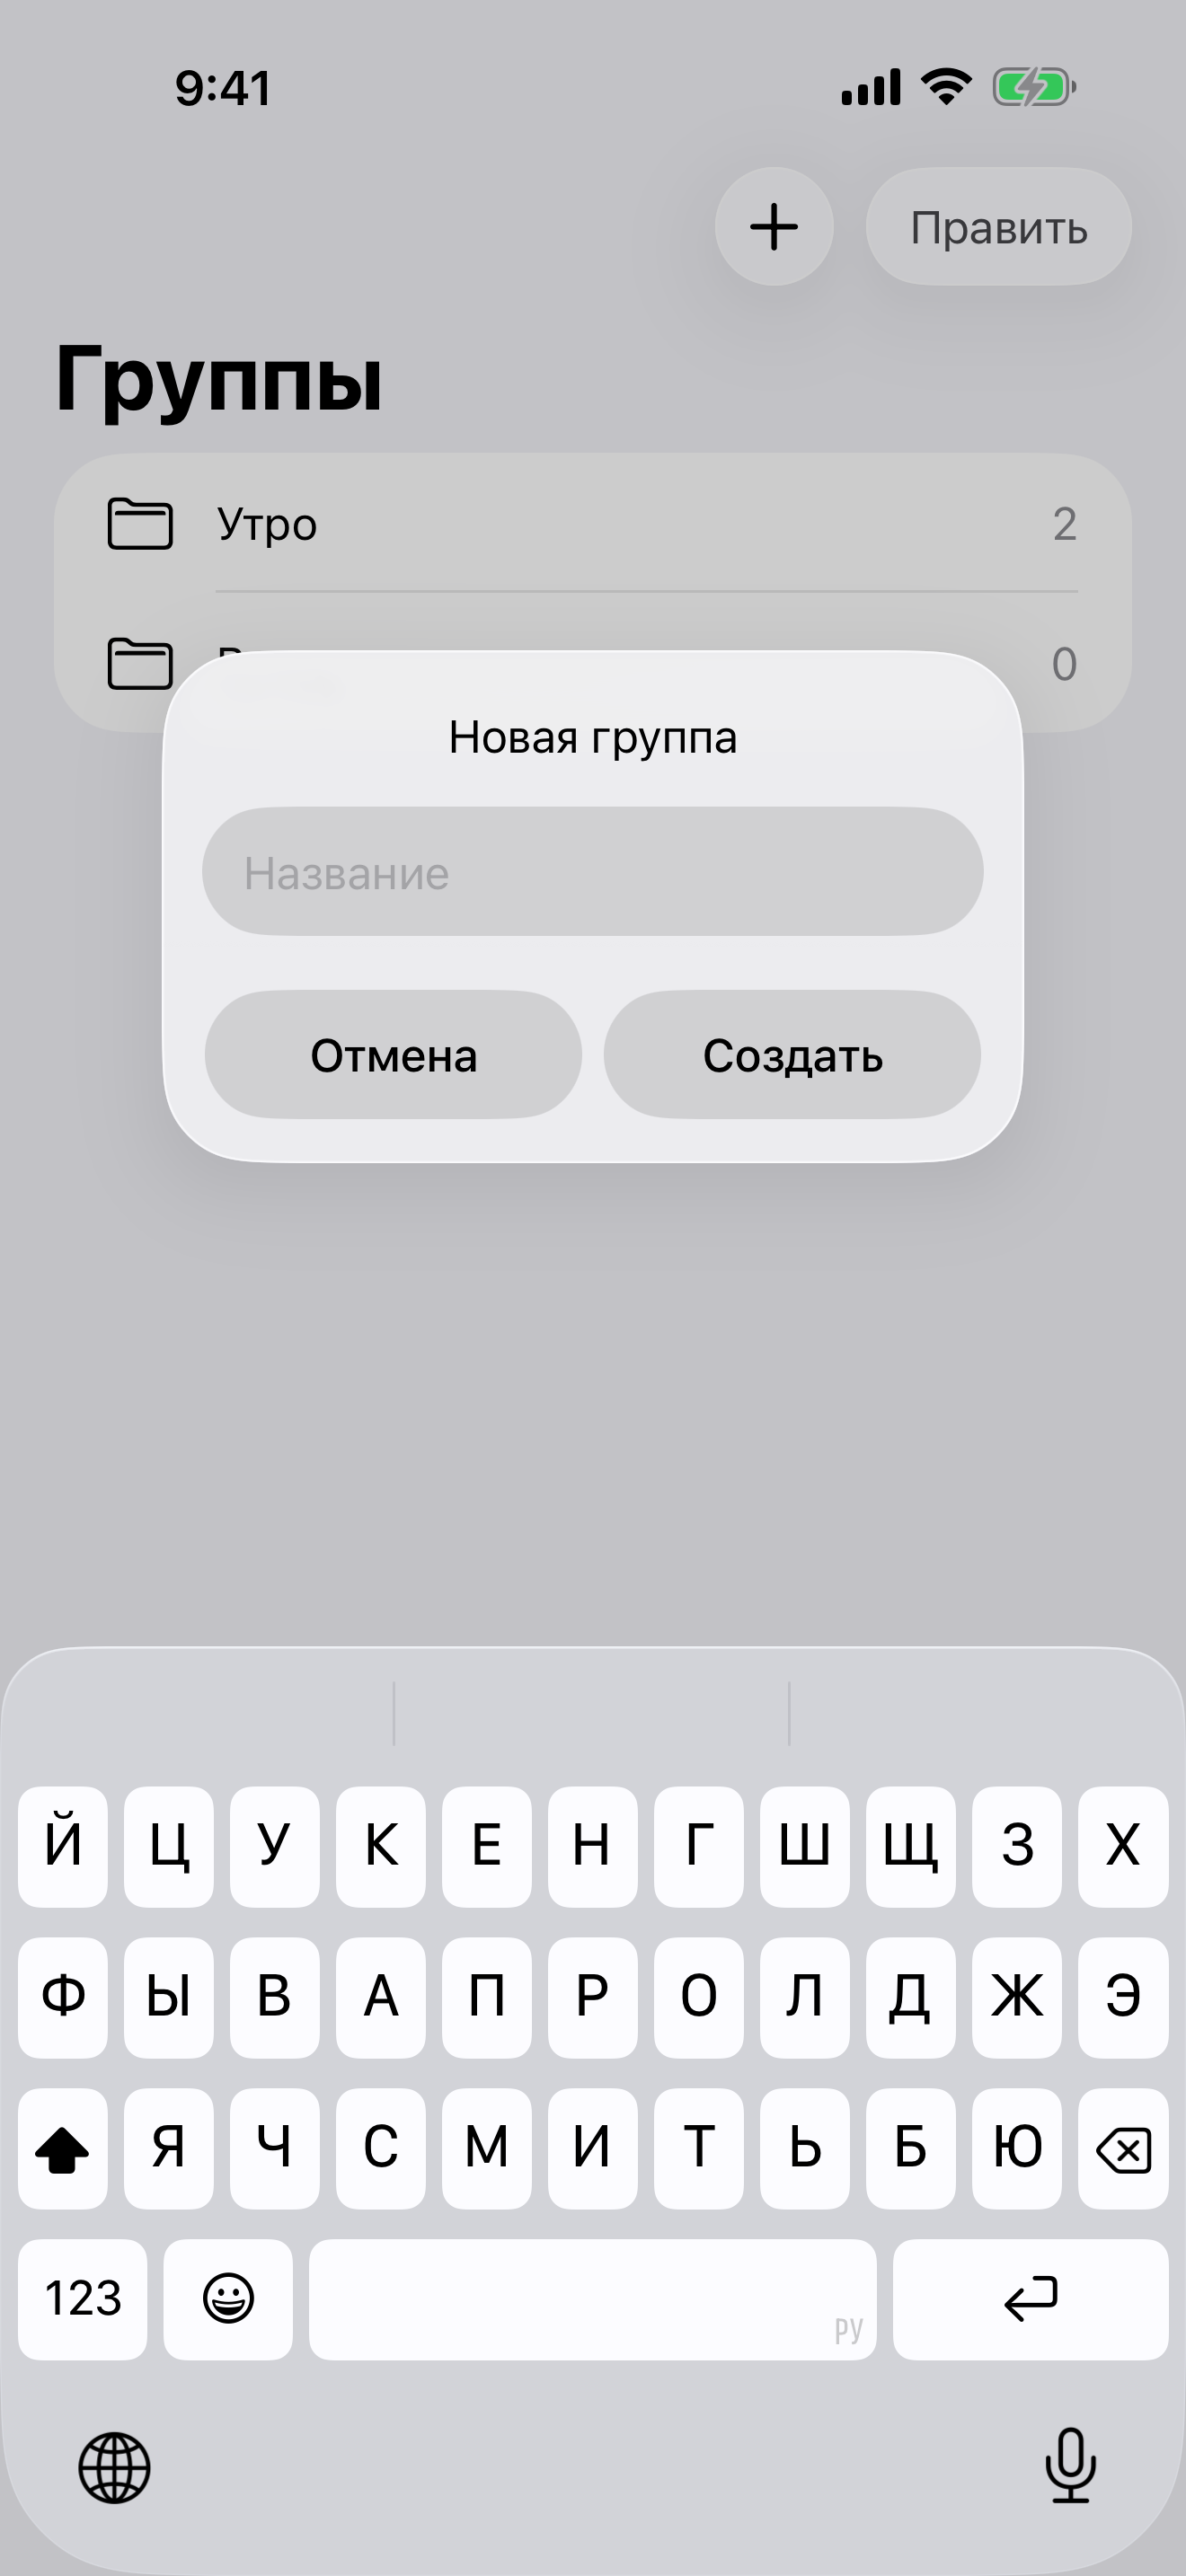 9:41
Править
Группы
Утро 2
0
Новая группа
Название
Отмена Создать
Й Ц У К Е Н Г Ш Щ З Х
Ф Ы В А П Р О Л Д Ж Э
Я Ч С М И Т Ь Б Ю
123 РУ